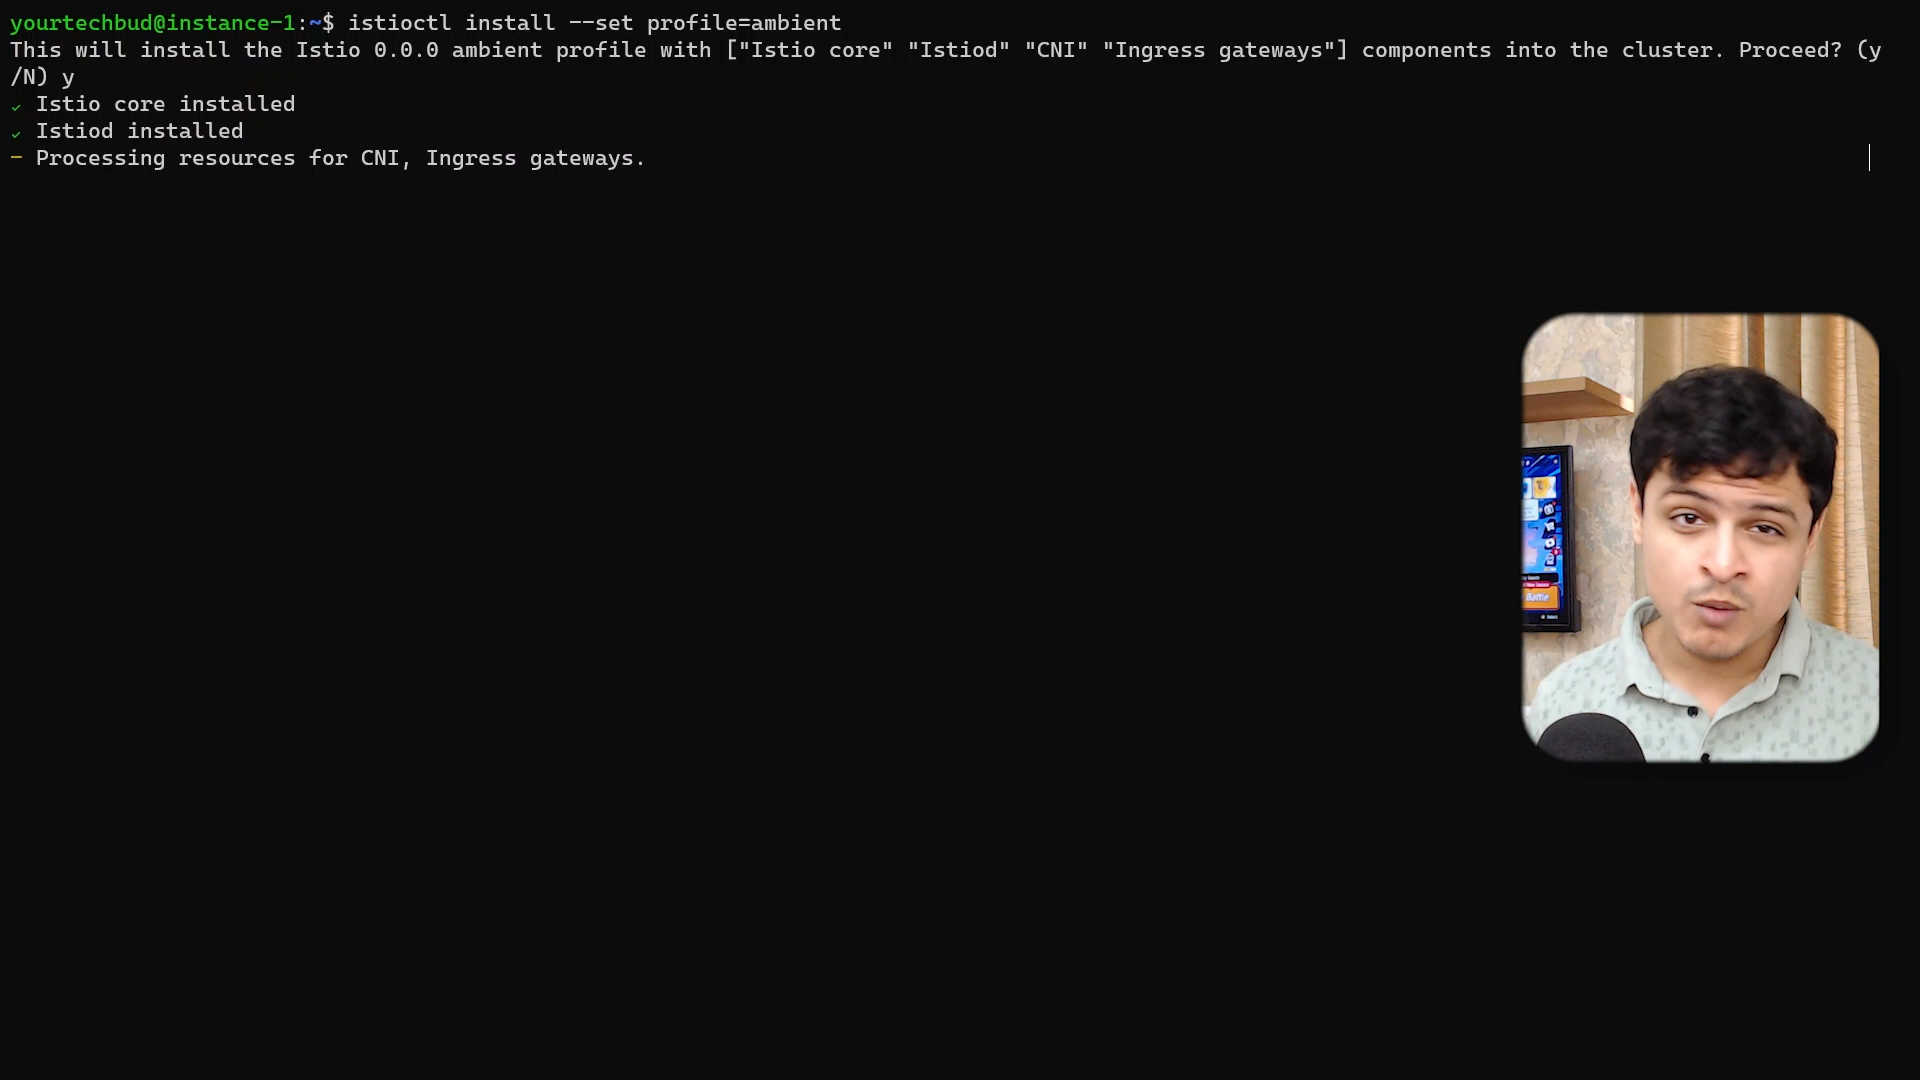 yourtechbud@instance-1:~$ istioctl install --set profile=ambient
This will install the Istio 0.0.0 ambient profile with ["Istio core" "Istiod" "CNI" "Ingress gateways"] components into the cluster. Proceed? (y
/N) y
✓ Istio core installed
✓ Istiod installed
- Processing resources for CNI, Ingress gateways.
Battle